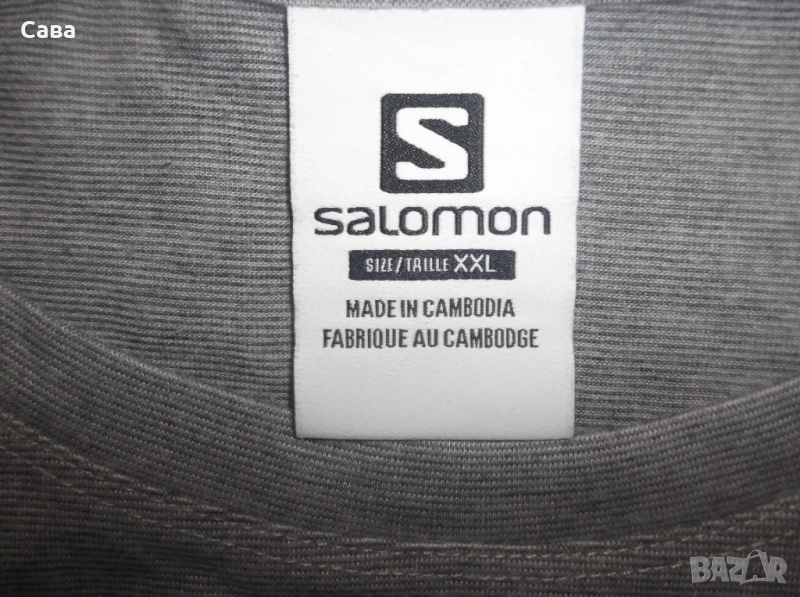 Сава
S
SALOMON
SIZE/TAILLE XXL
MADE IN CAMBODIA
FABRIQUE AU CAMBODGE
BAZAR